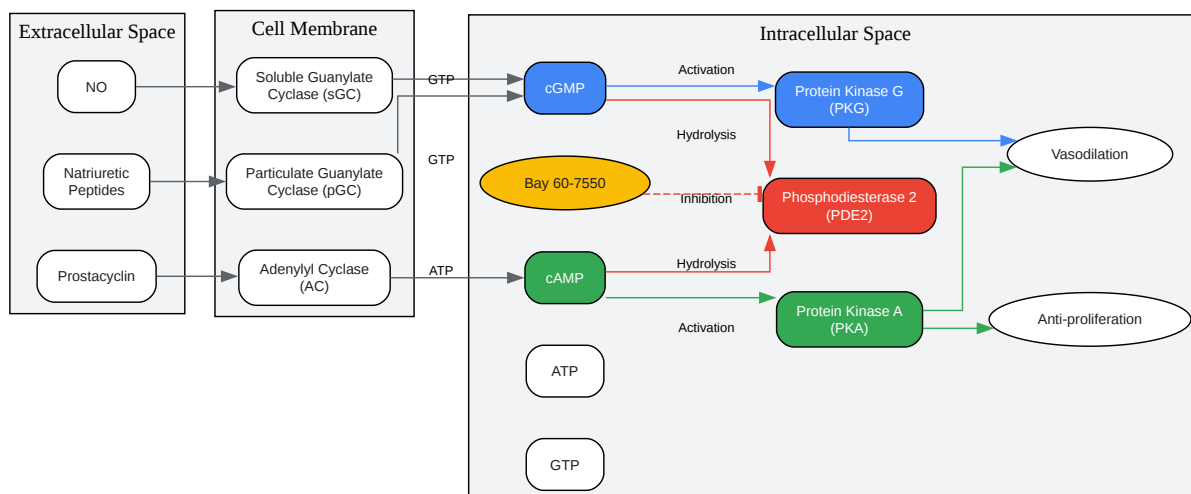 Extracellular Space
NO
Natriuretic
Peptides
Prostacyclin
Cell Membrane
Soluble Guanylate
Cyclase (sGC)
Particulate Guanylate
Cyclase (pGC)
Adenylyl Cyclase
(AC)
GTP
GTP
ATP
Intracellular Space
cGMP
Activation
Protein Kinase G
(PKG)
Hydrolysis
Vasodilation
Bay 60-7550
Inhibition
Phosphodiesterase 2
(PDE2)
cAMP
Hydrolysis
Protein Kinase A
(PKA)
Activation
Anti-proliferation
ATP
GTP